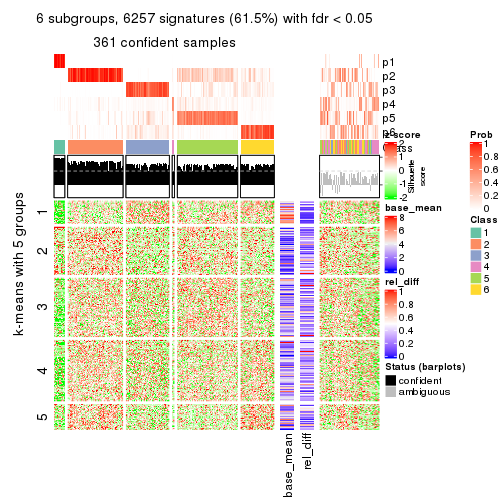 6 subgroups, 6257 signatures (61.5%) with fdr < 0.05
361 confident samples
p1
p2
p3
p4
p5
p6
Class
Silhouette
score
k-means with 5 groups
1
2
3
4
5
base_mean
rel_diff
z-score
2
1
0
-1
-2
base_mean
8
6
4
2
0
rel_diff
1
0.8
0.6
0.4
0.2
0
Status (barplots)
confident
ambiguous
Prob
1
0.8
0.6
0.4
0.2
0
Class
1
2
3
4
5
6